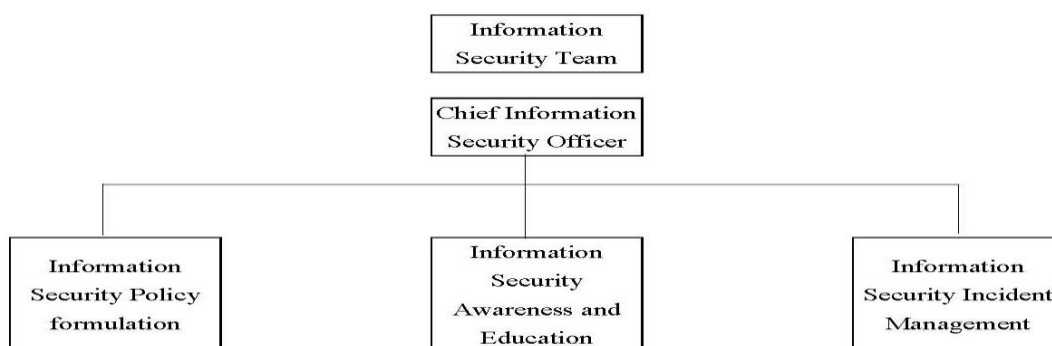 Information
Security Team
Chief Information
Security Officer
Information
Security Policy
formulation
Information
Security
Awareness and
Education
Information
Security Incident
Management